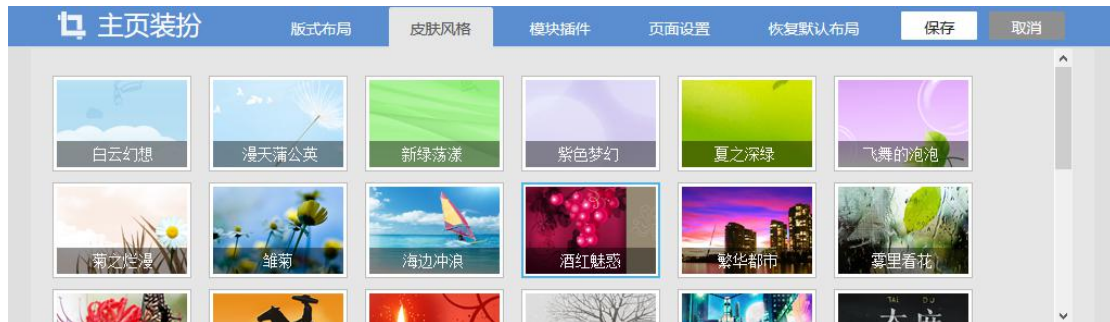 主页装扮 版式布局 皮肤风格 模块插件 页面设置 恢复默认布局 保存 取消
白云幻想 漫天蒲公英 新绿荡漾 紫色梦幻 夏之深绿 飞舞的泡泡
菊之烂漫 雏菊 海边冲浪 酒红魅惑 繁华都市 雾里看花
TAI DU
态度